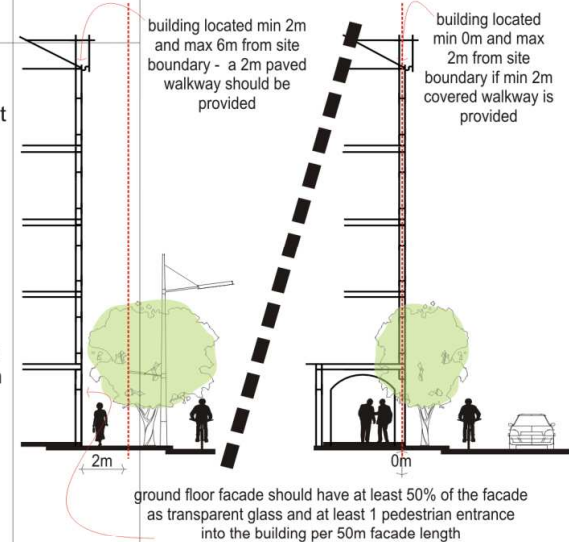 building located min 2m
and max 6m from site
boundary - a 2m paved
walkway should be
provided
building located
min 0m and max
2m from site
boundary if min 2m
covered walkway is
provided
2m
0m
ground floor facade should have at least 50% of the facade
as transparent glass and at least 1 pedestrian entrance
into the building per 50m facade length